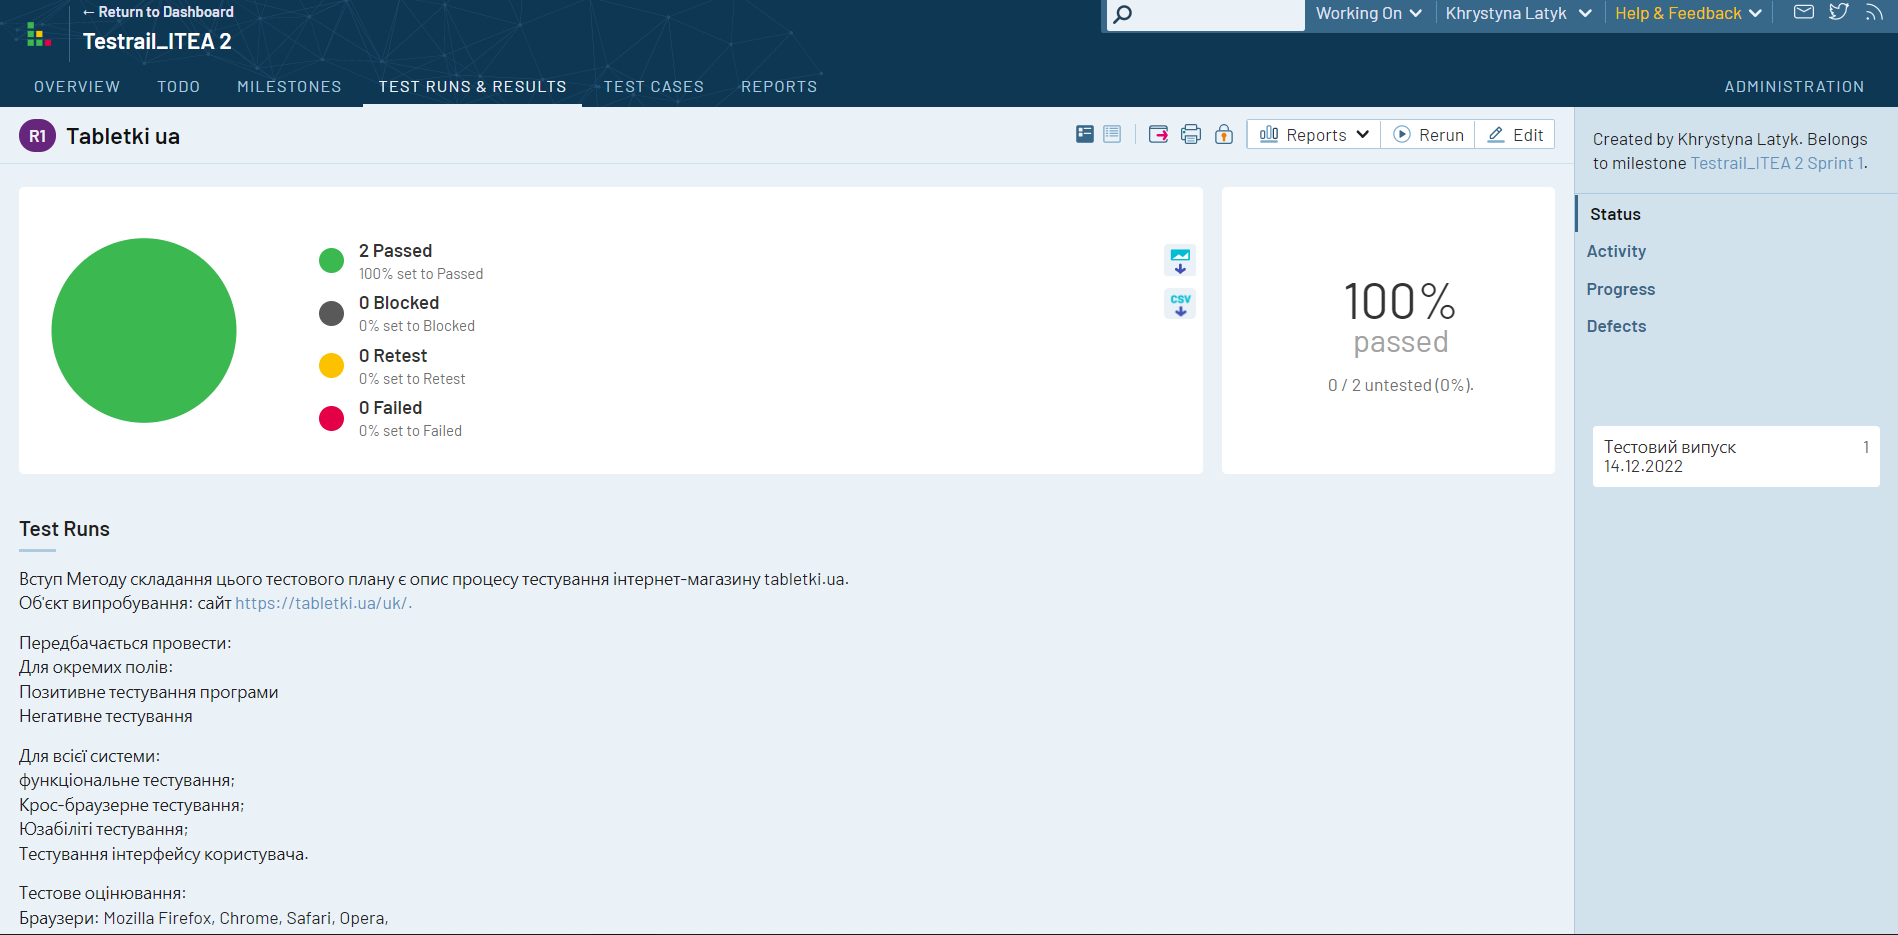 ← Return to Dashboard
Testrail_ITEA 2
Working On
Khrystyna Latyk
Help & Feedback
OVERVIEW
TODO
MILESTONES
TEST RUNS & RESULTS
TEST CASES
REPORTS
ADMINISTRATION
R1
Tabletki ua
Reports
Rerun
Edit
2 Passed
100% set to Passed
0 Blocked
0% set to Blocked
0 Retest
0% set to Retest
0 Failed
0% set to Failed
CSV
100%
passed
0 / 2 untested (0%).
Test Runs
Вступ Методу складання цього тестового плану є опис процесу тестування інтернет-магазину tabletki.ua.
Об'єкт випробування: сайт https://tabletki.ua/uk/.
Передбачається провести:
Для окремих полів:
Позитивне тестування програми
Негативне тестування
Для всієї системи:
функціональне тестування;
Крос-браузерне тестування;
Юзабіліті тестування;
Тестування інтерфейсу користувача.
Тестове оцінювання:
Браузери: Mozilla Firefox, Chrome, Safari, Opera,
Created by Khrystyna Latyk. Belongs
to milestone Testrail_ITEA 2 Sprint 1.
Status
Activity
Progress
Defects
Тестовий випуск 1
14.12.2022